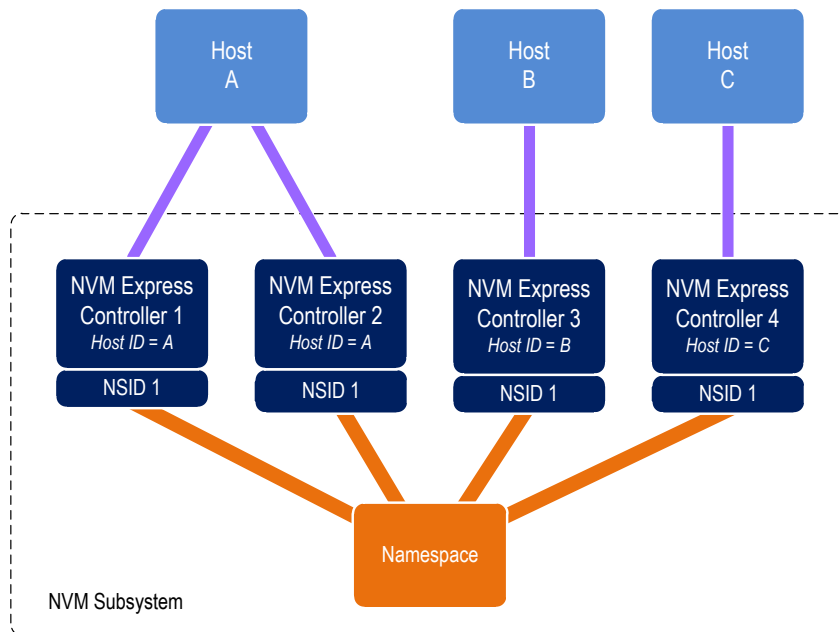 Host
A
Host
B
Host
C
NVM Express
Controller 1
Host ID = A
NSID 1
NVM Express
Controller 2
Host ID = A
NSID 1
NVM Express
Controller 3
Host ID = B
NSID 1
NVM Express
Controller 4
Host ID = C
NSID 1
Namespace
NVM Subsystem